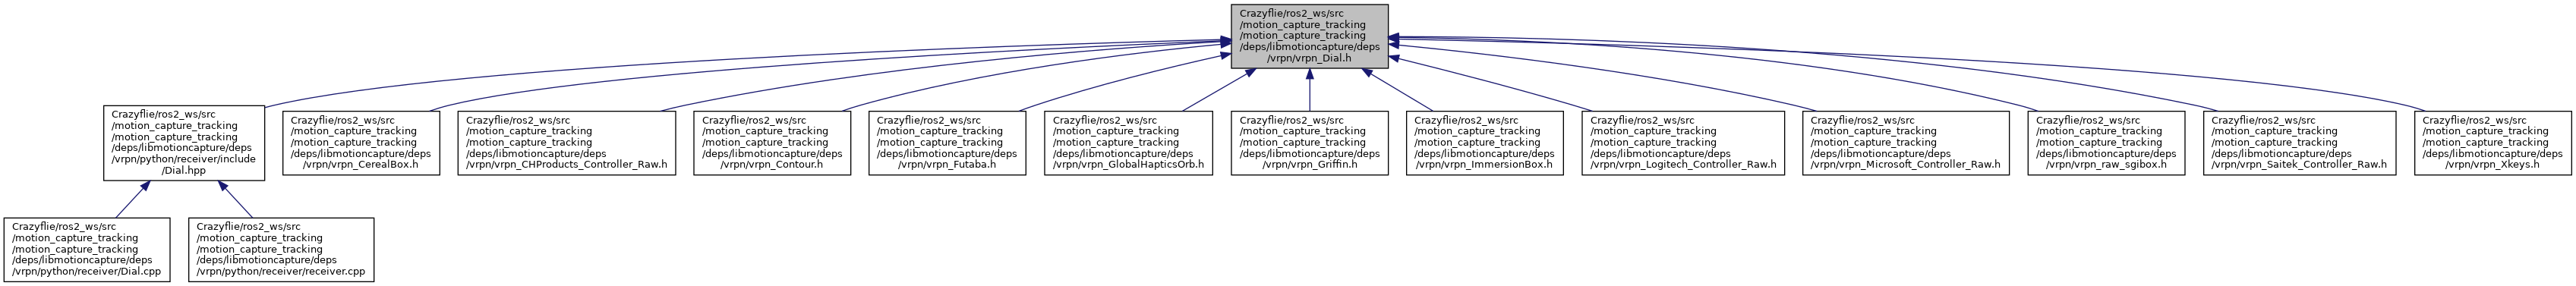 Crazyflie/ros2_ws/src
/motion_capture_tracking
/motion_capture_tracking
/deps/libmotioncapture/deps
/vrpn/vrpn_Dial.h
Crazyflie/ros2_ws/src
/motion_capture_tracking
/motion_capture_tracking
/deps/libmotioncapture/deps
/vrpn/python/receiver/include
/Dial.hpp
Crazyflie/ros2_ws/src
/motion_capture_tracking
/motion_capture_tracking
/deps/libmotioncapture/deps
/vrpn/vrpn_CerealBox.h
Crazyflie/ros2_ws/src
/motion_capture_tracking
/motion_capture_tracking
/deps/libmotioncapture/deps
/vrpn/vrpn_CHProducts_Controller_Raw.h
Crazyflie/ros2_ws/src
/motion_capture_tracking
/motion_capture_tracking
/deps/libmotioncapture/deps
/vrpn/vrpn_Contour.h
Crazyflie/ros2_ws/src
/motion_capture_tracking
/motion_capture_tracking
/deps/libmotioncapture/deps
/vrpn/vrpn_Futaba.h
Crazyflie/ros2_ws/src
/motion_capture_tracking
/motion_capture_tracking
/deps/libmotioncapture/deps
/vrpn/vrpn_GlobalHapticsOrb.h
Crazyflie/ros2_ws/src
/motion_capture_tracking
/motion_capture_tracking
/deps/libmotioncapture/deps
/vrpn/vrpn_Griffin.h
Crazyflie/ros2_ws/src
/motion_capture_tracking
/motion_capture_tracking
/deps/libmotioncapture/deps
/vrpn/vrpn_ImmersionBox.h
Crazyflie/ros2_ws/src
/motion_capture_tracking
/motion_capture_tracking
/deps/libmotioncapture/deps
/vrpn/vrpn_Logitech_Controller_Raw.h
Crazyflie/ros2_ws/src
/motion_capture_tracking
/motion_capture_tracking
/deps/libmotioncapture/deps
/vrpn/vrpn_Microsoft_Controller_Raw.h
Crazyflie/ros2_ws/src
/motion_capture_tracking
/motion_capture_tracking
/deps/libmotioncapture/deps
/vrpn/vrpn_raw_sgibox.h
Crazyflie/ros2_ws/src
/motion_capture_tracking
/motion_capture_tracking
/deps/libmotioncapture/deps
/vrpn/vrpn_Saitek_Controller_Raw.h
Crazyflie/ros2_ws/src
/motion_capture_tracking
/motion_capture_tracking
/deps/libmotioncapture/deps
/vrpn/vrpn_Xkeys.h
Crazyflie/ros2_ws/src
/motion_capture_tracking
/motion_capture_tracking
/deps/libmotioncapture/deps
/vrpn/python/receiver/Dial.cpp
Crazyflie/ros2_ws/src
/motion_capture_tracking
/motion_capture_tracking
/deps/libmotioncapture/deps
/vrpn/python/receiver/receiver.cpp